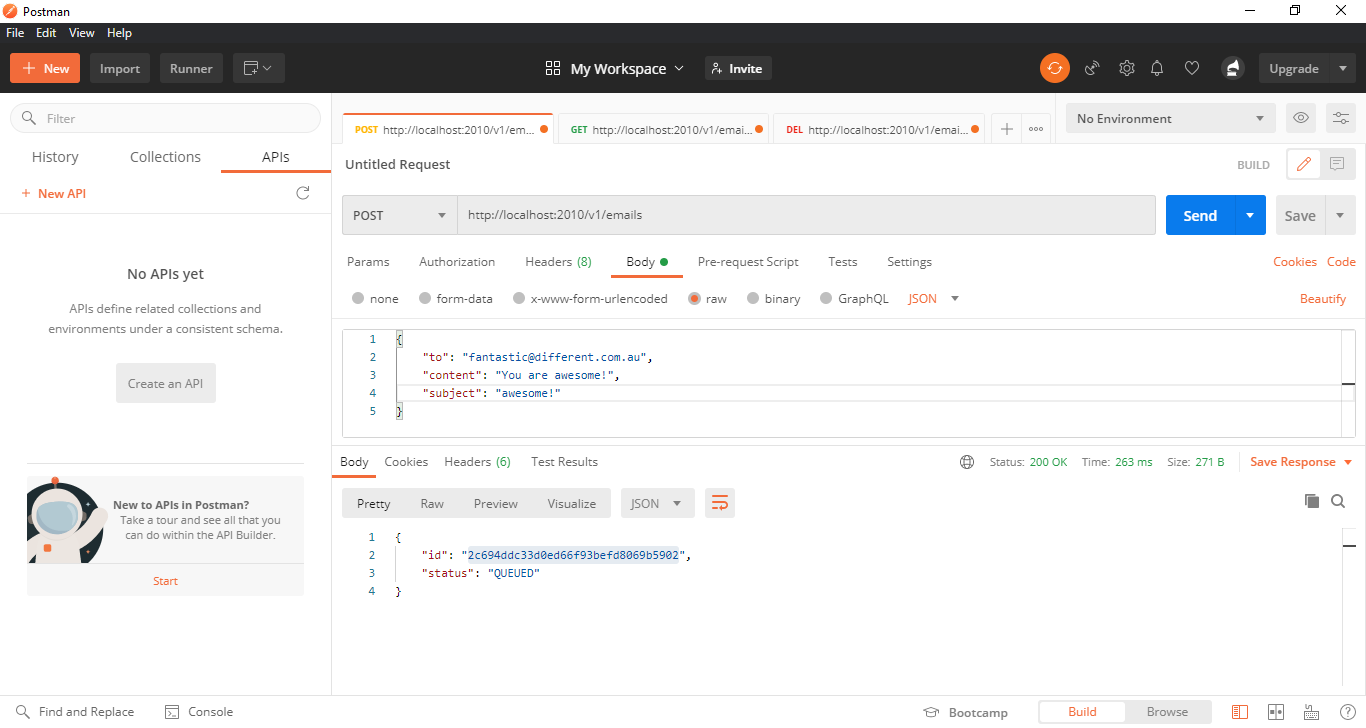 Postman
File Edit View Help
+ New Import Runner My Workspace Invite Upgrade
Filter
History Collections APIs
+ New API
No APIs yet
APIs define related collections and
environments under a consistent schema.
Create an API
New to APIs in Postman?
Take a tour and see all that you
can do within the API Builder.
Start
POST http://localhost:2010/v1/em... GET http://localhost:2010/v1/emai... DEL http://localhost:2010/v1/emai... + ooo No Environment
Untitled Request BUILD
POST http://localhost:2010/v1/emails Send Save
Params Authorization Headers (8) Body Pre-request Script Tests Settings Cookies Code
none form-data x-www-form-urlencoded raw binary GraphQL JSON Beautify
1 {
2 "to": "fantastic@different.com.au",
3 "content": "You are awesome!",
4 "subject": "awesome!"
5 }
Body Cookies Headers (6) Test Results Status: 200 OK Time: 263 ms Size: 271 B Save Response
Pretty Raw Preview Visualize JSON
1 {
2 "id": "2c694ddc33d0ed66f93befd8069b5902",
3 "status": "QUEUED"
4 }
Find and Replace Console Bootcamp Build Browse ?